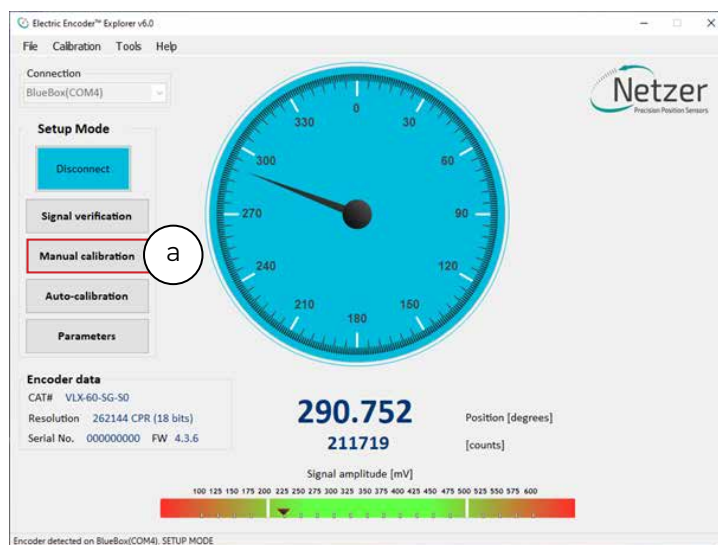 Electric Encoder™ Explorer v6.0
File Calibration Tools Help
Connection
BlueBox(COM4)
Netzer
Precision Position Sensors
Setup Mode
Disconnect
Signal verification
Manual calibration
a
Auto-calibration
Parameters
0
30
60
90
120
150
180
210
240
270
300
330
Encoder data
CAT# VLX-60-SG-S0
Resolution 262144 CPR (18 bits)
Serial No. 000000000 FW 4.3.6
290.752 Position [degrees]
211719 [counts]
Signal amplitude [mV]
100 125 150 175 200 225 250 275 300 325 350 375 400 425 450 475 500 525 550 575 600
Encoder detected on BlueBox(COM4). SETUP MODE